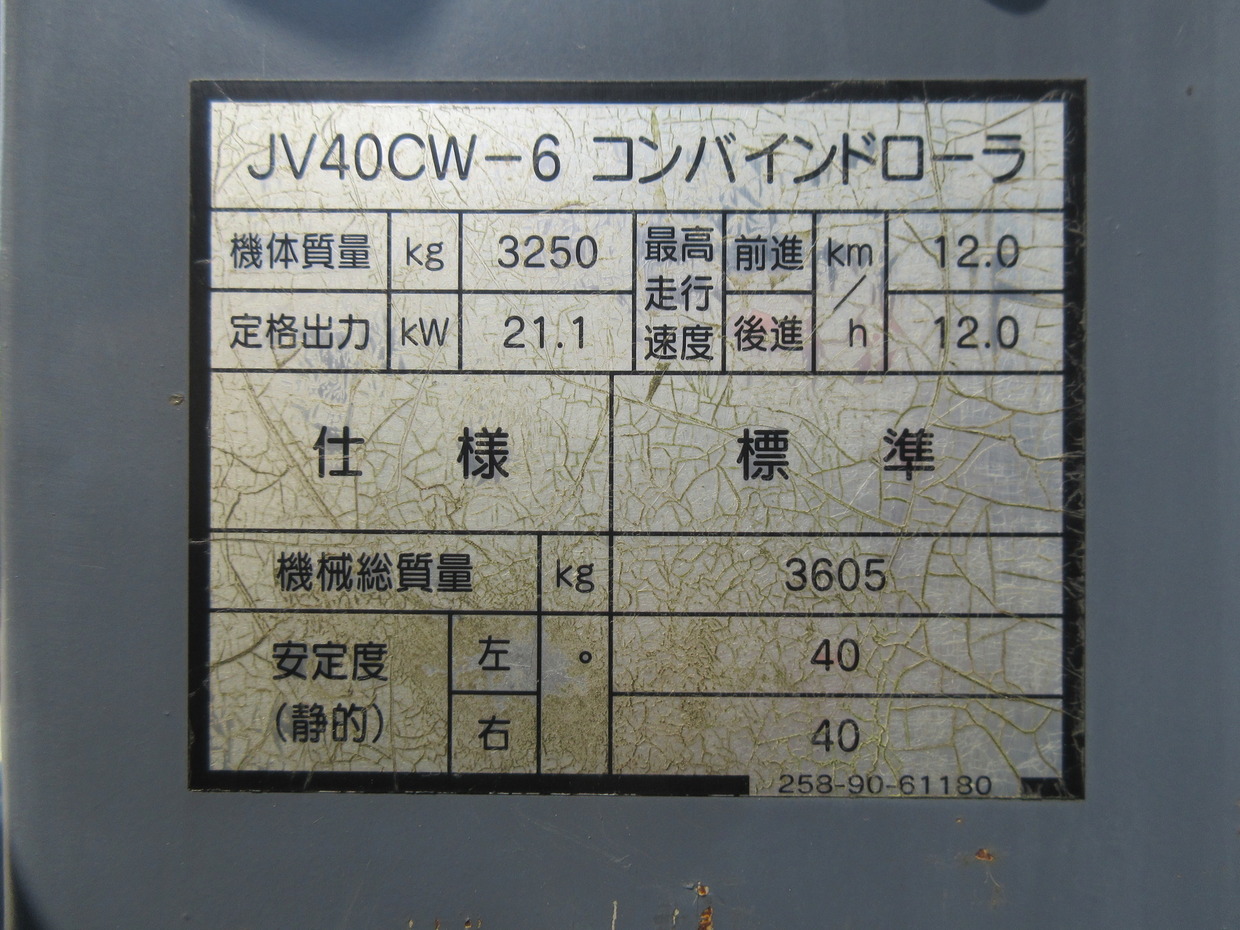 JV40CW-6 コンバインドローラ
機体質量 kg 3250 最高走行速度 前進 km/h 12.0
定格出力 kW 21.1 後進 12.0
仕様 標準
機械総質量 kg 3605
安定度(静的) 左 ° 40
右 40
258-90-61180